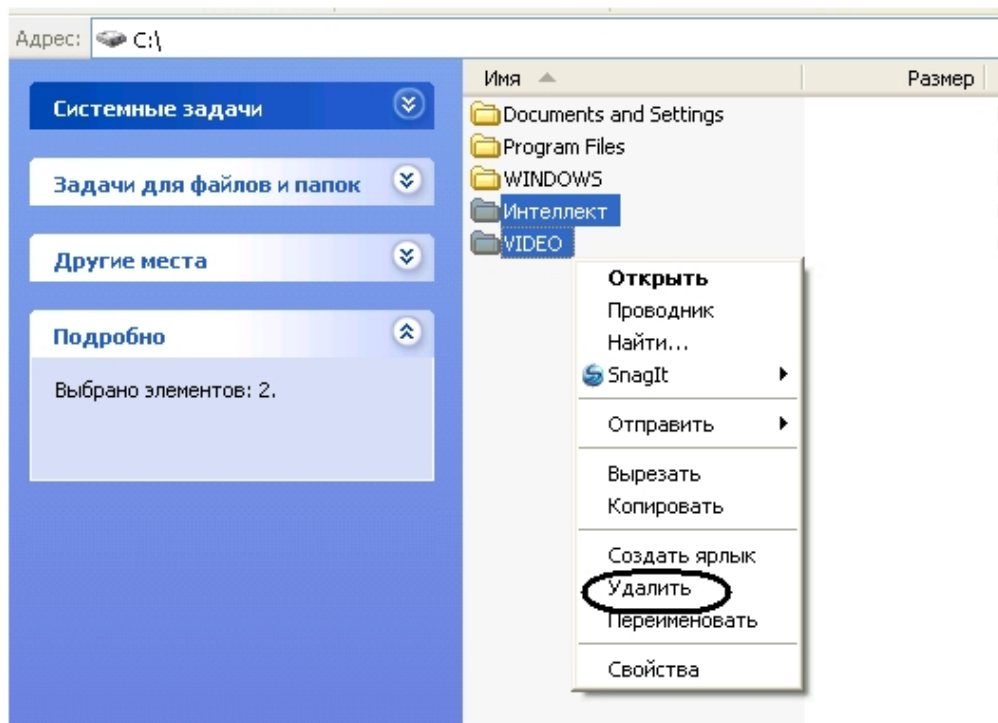 Адрес: C:\
Имя Размер
Системные задачи
Задачи для файлов и папок
Другие места
Подробно
Выбрано элементов: 2.
Documents and Settings
Program Files
WINDOWS
Интеллект
VIDEO
Открыть
Проводник
Найти...
SnagIt
Отправить
Вырезать
Копировать
Создать ярлык
Удалить
Переименовать
Свойства